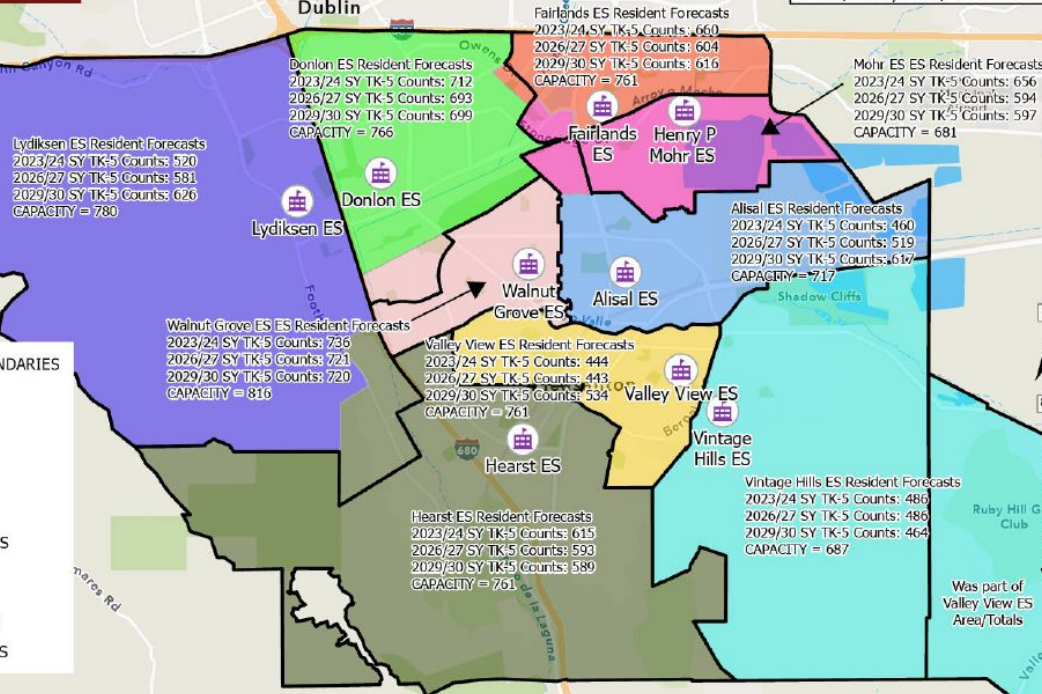 Dublin
Fairlands ES Resident Forecasts
2023/24 SY TK-5 Counts: 660
2026/27 SY TK-5 Counts: 604
2029/30 SY TK-5 Counts: 616
CAPACITY = 761
Donlon ES Resident Forecasts
2023/24 SY TK-5 Counts: 712
2026/27 SY TK-5 Counts: 693
2029/30 SY TK-5 Counts: 699
CAPACITY = 766
Mohr ES ES Resident Forecasts
2023/24 SY TK-5 Counts: 656
2026/27 SY TK-5 Counts: 594
2029/30 SY TK-5 Counts: 597
CAPACITY = 681
Canyon Rd
Owens
Arroyo Mocho
Fairlands
ES
Henry P
Mohr ES
Lydiksen ES Resident Forecasts
2023/24 SY TK-5 Counts: 520
2026/27 SY TK-5 Counts: 581
2029/30 SY TK-5 Counts: 626
CAPACITY = 780
Donlon ES
Lydiksen ES
Alisal ES Resident Forecasts
2023/24 SY TK-5 Counts: 460
2026/27 SY TK-5 Counts: 519
2029/30 SY TK-5 Counts: 617
CAPACITY = 717
Walnut
Grove ES
Alisal ES
Shadow Cliffs
Footh
Valle
Walnut Grove ES ES Resident Forecasts
2023/24 SY TK-5 Counts: 736
2026/27 SY TK-5 Counts: 721
2029/30 SY TK-5 Counts: 720
CAPACITY = 816
Valley View ES Resident Forecasts
2023/24 SY TK-5 Counts: 444
2026/27 SY TK-5 Counts: 443
2029/30 SY TK-5 Counts: 534
CAPACITY = 761
NDARIES
Valley View ES
Bernal
Vintage
Hills ES
680
Hearst ES
Vintage Hills ES Resident Forecasts
2023/24 SY TK-5 Counts: 486
2026/27 SY TK-5 Counts: 486
2029/30 SY TK-5 Counts: 464
CAPACITY = 687
Hearst ES Resident Forecasts
2023/24 SY TK-5 Counts: 615
2026/27 SY TK-5 Counts: 593
2029/30 SY TK-5 Counts: 589
CAPACITY = 761
Ruby Hill G
Club
S
maros Rd
Was part of
Valley View ES
Area/Totals
de la Laguna
S
Valle